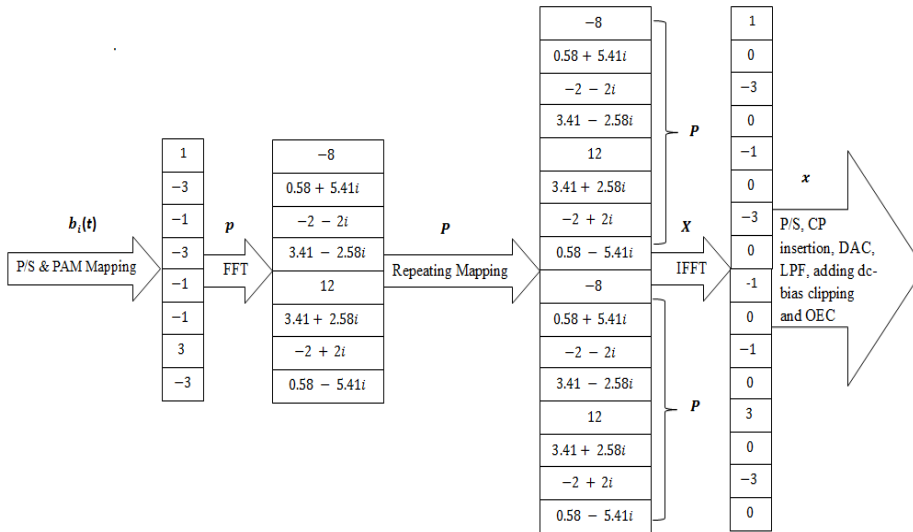 b_i(t)
P/S & PAM Mapping
1
−3
−1
−3
−1
−1
3
−3
p
FFT
−8
0.58 + 5.41i
−2 − 2i
3.41 − 2.58i
12
3.41 + 2.58i
−2 + 2i
0.58 − 5.41i
P
Repeating Mapping
−8
0.58 + 5.41i
−2 − 2i
3.41 − 2.58i
12
3.41 + 2.58i
−2 + 2i
0.58 − 5.41i
−8
0.58 + 5.41i
−2 − 2i
3.41 − 2.58i
12
3.41 + 2.58i
−2 + 2i
0.58 − 5.41i
P
P
X
IFFT
1
0
−3
0
−1
0
−3
0
-1
0
−1
0
3
0
−3
0
x
P/S, CP
insertion, DAC,
LPF, adding dc-
bias clipping
and OEC